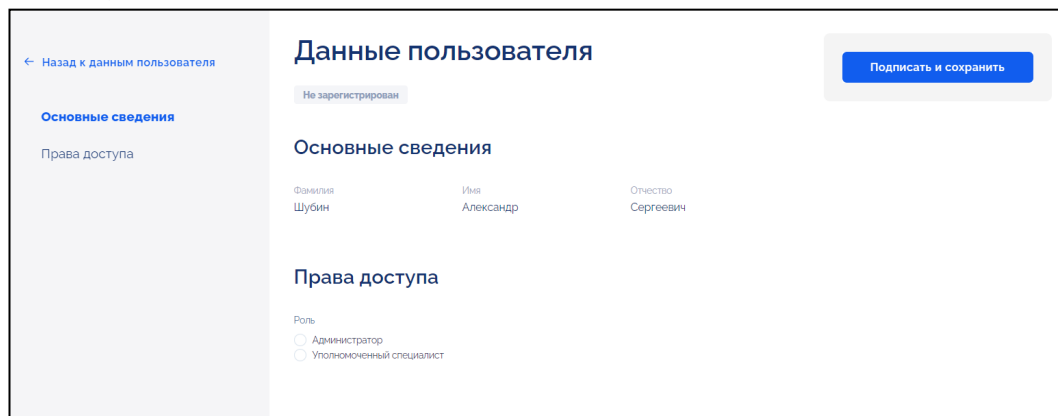 ← Назад к данным пользователя
Основные сведения
Права доступа
Данные пользователя
Не зарегистрирован
Подписать и сохранить
Основные сведения
Фамилия Имя Отчество
Шубин Александр Сергеевич
Права доступа
Роль
Администратор
Уполномоченный специалист